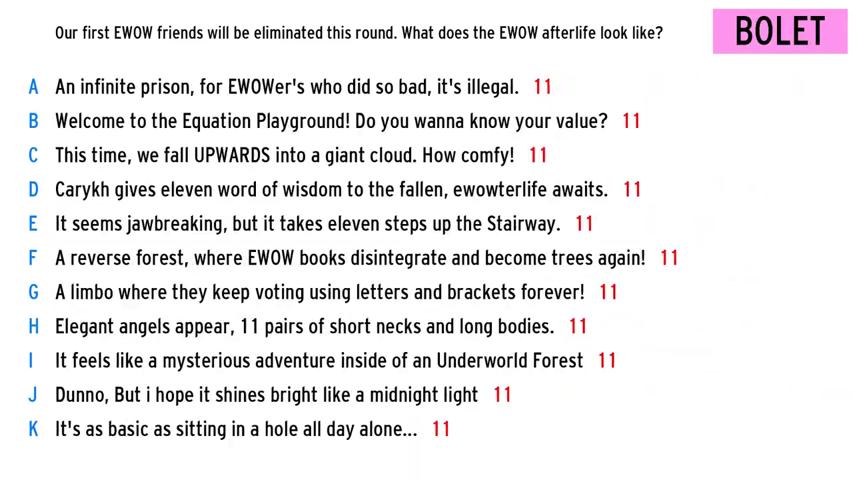 Our first EWOW friends will be eliminated this round. What does the EWOW afterlife look like?
BOLET
A An infinite prison, for EWOWer's who did so bad, it's illegal. 11
B Welcome to the Equation Playground! Do you wanna know your value? 11
C This time, we fall UPWARDS into a giant cloud. How comfy! 11
D Carykh gives eleven word of wisdom to the fallen, ewowterlife awaits. 11
E It seems jawbreaking, but it takes eleven steps up the Stairway. 11
F A reverse forest, where EWOW books disintegrate and become trees again! 11
G A limbo where they keep voting using letters and brackets forever! 11
H Elegant angels appear, 11 pairs of short necks and long bodies. 11
I It feels like a mysterious adventure inside of an Underworld Forest 11
J Dunno, But i hope it shines bright like a midnight light 11
K It's as basic as sitting in a hole all day alone... 11